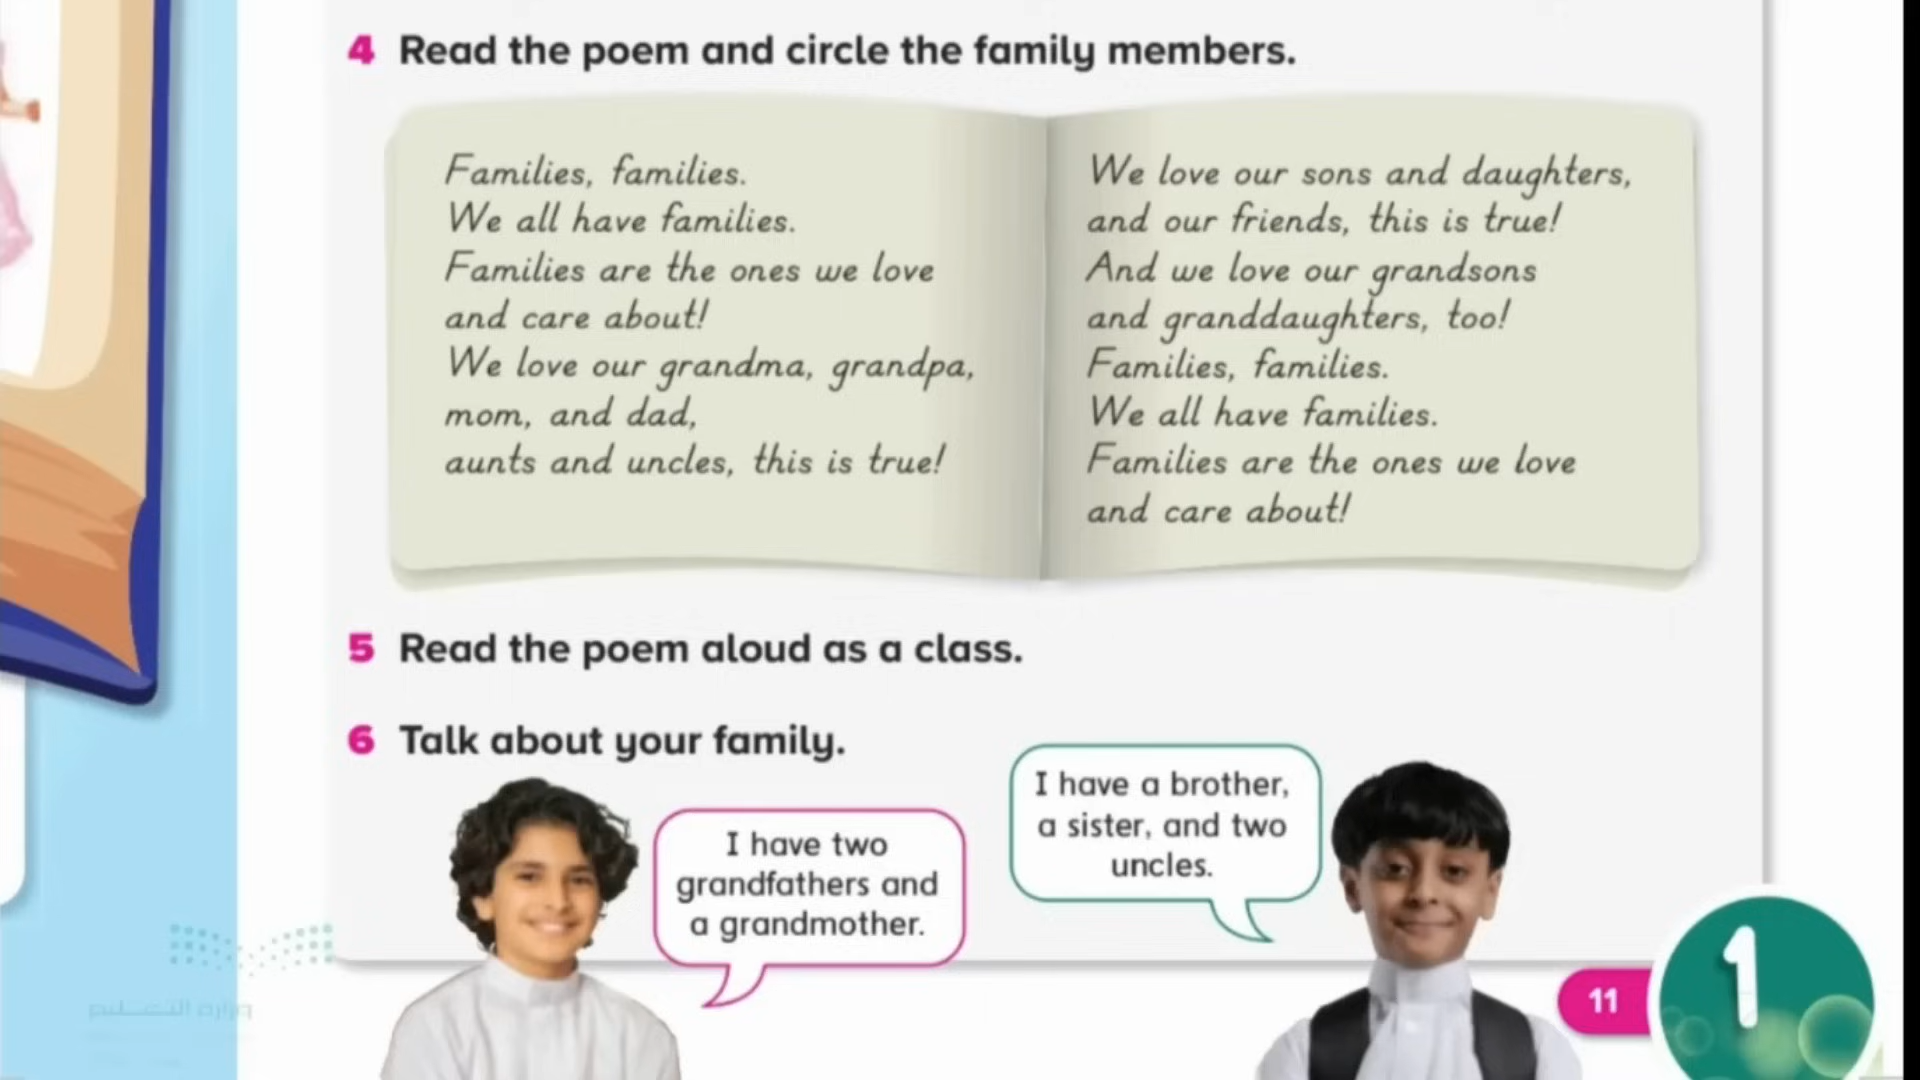 4 Read the poem and circle the family members.
Families, families.
We all have families.
Families are the ones we love
and care about!
We love our grandma, grandpa,
mom, and dad,
aunts and uncles, this is true!
We love our sons and daughters,
and our friends, this is true!
And we love our grandsons
and granddaughters, too!
Families, families.
We all have families.
Families are the ones we love
and care about!
5 Read the poem aloud as a class.
6 Talk about your family.
I have two
grandfathers and
a grandmother.
I have a brother,
a sister, and two
uncles.
وزارة التعليم
11
1